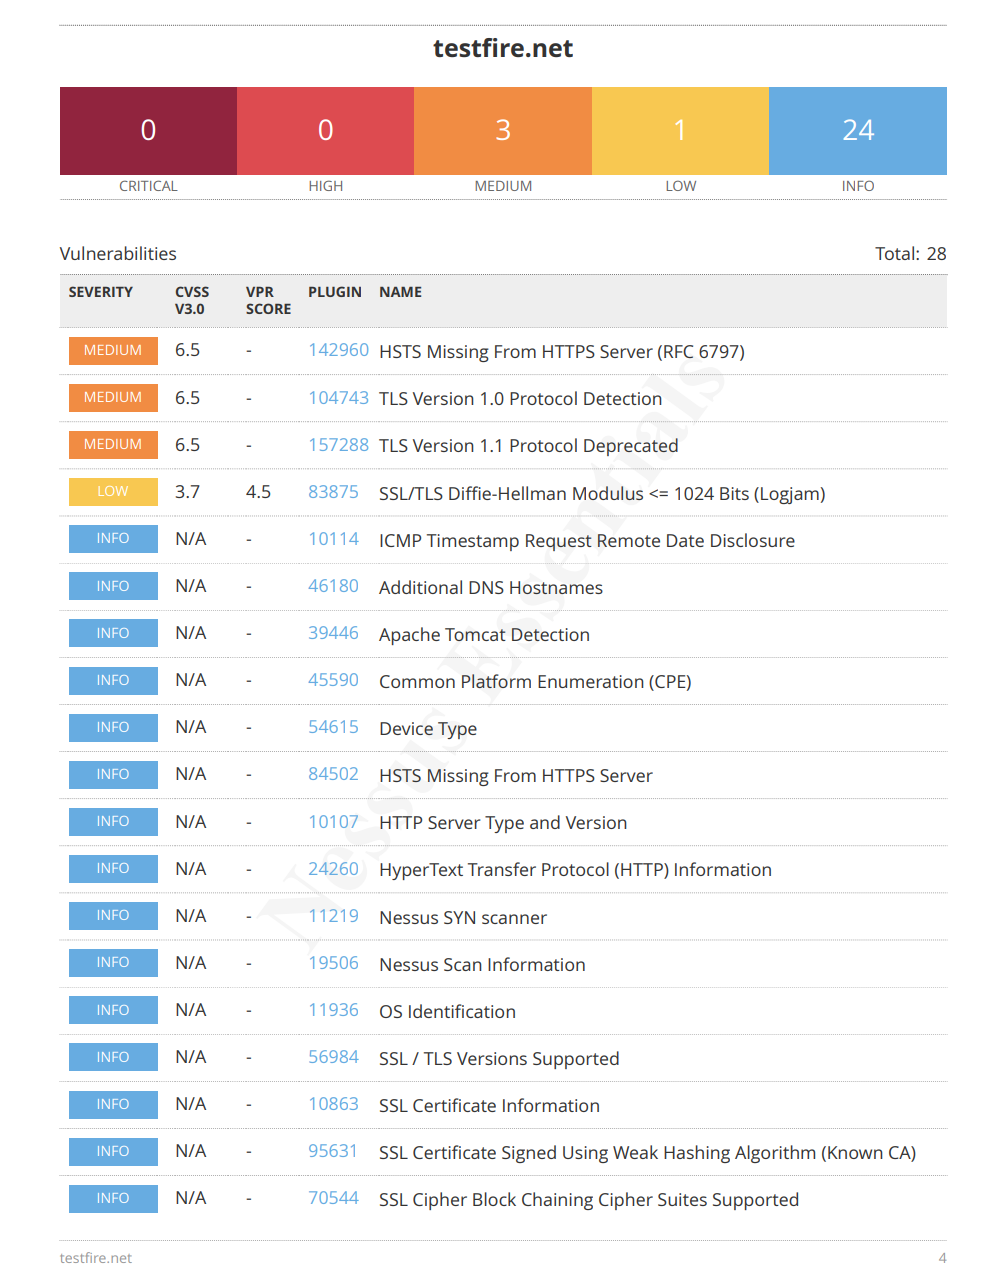 testfire.net
0 0 3 1 24
CRITICAL HIGH MEDIUM LOW INFO
Vulnerabilities Total: 28
SEVERITY CVSS VPR PLUGIN NAME
V3.0 SCORE
MEDIUM 6.5 - 142960 HSTS Missing From HTTPS Server (RFC 6797)
MEDIUM 6.5 - 104743 TLS Version 1.0 Protocol Detection
MEDIUM 6.5 - 157288 TLS Version 1.1 Protocol Deprecated
LOW 3.7 4.5 83875 SSL/TLS Diffie-Hellman Modulus <= 1024 Bits (Logjam)
INFO N/A - 10114 ICMP Timestamp Request Remote Date Disclosure
INFO N/A - 46180 Additional DNS Hostnames
INFO N/A - 39446 Apache Tomcat Detection
INFO N/A - 45590 Common Platform Enumeration (CPE)
INFO N/A - 54615 Device Type
INFO N/A - 84502 HSTS Missing From HTTPS Server
INFO N/A - 10107 HTTP Server Type and Version
INFO N/A - 24260 HyperText Transfer Protocol (HTTP) Information
INFO N/A - 11219 Nessus SYN scanner
INFO N/A - 19506 Nessus Scan Information
INFO N/A - 11936 OS Identification
INFO N/A - 56984 SSL / TLS Versions Supported
INFO N/A - 10863 SSL Certificate Information
INFO N/A - 95631 SSL Certificate Signed Using Weak Hashing Algorithm (Known CA)
INFO N/A - 70544 SSL Cipher Block Chaining Cipher Suites Supported
Nessus Essentials
testfire.net 4